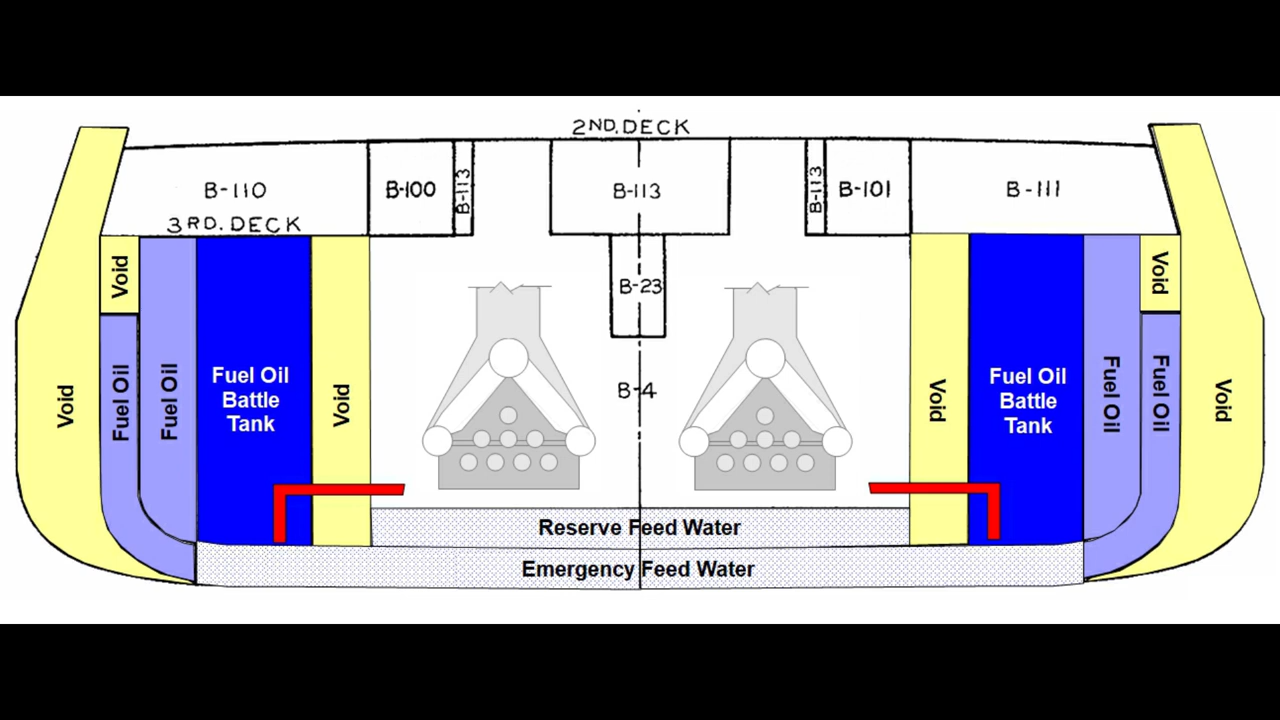 2ND. DECK
B-110
B-100
B-113
B-113
B-113
B-101
B-111
3RD. DECK
Void
B-23
Void
Void
Fuel Oil
Fuel Oil
Fuel Oil
Battle
Tank
Void
B-4
Void
Fuel Oil
Battle
Tank
Fuel Oil
Fuel Oil
Void
Reserve Feed Water
Emergency Feed Water